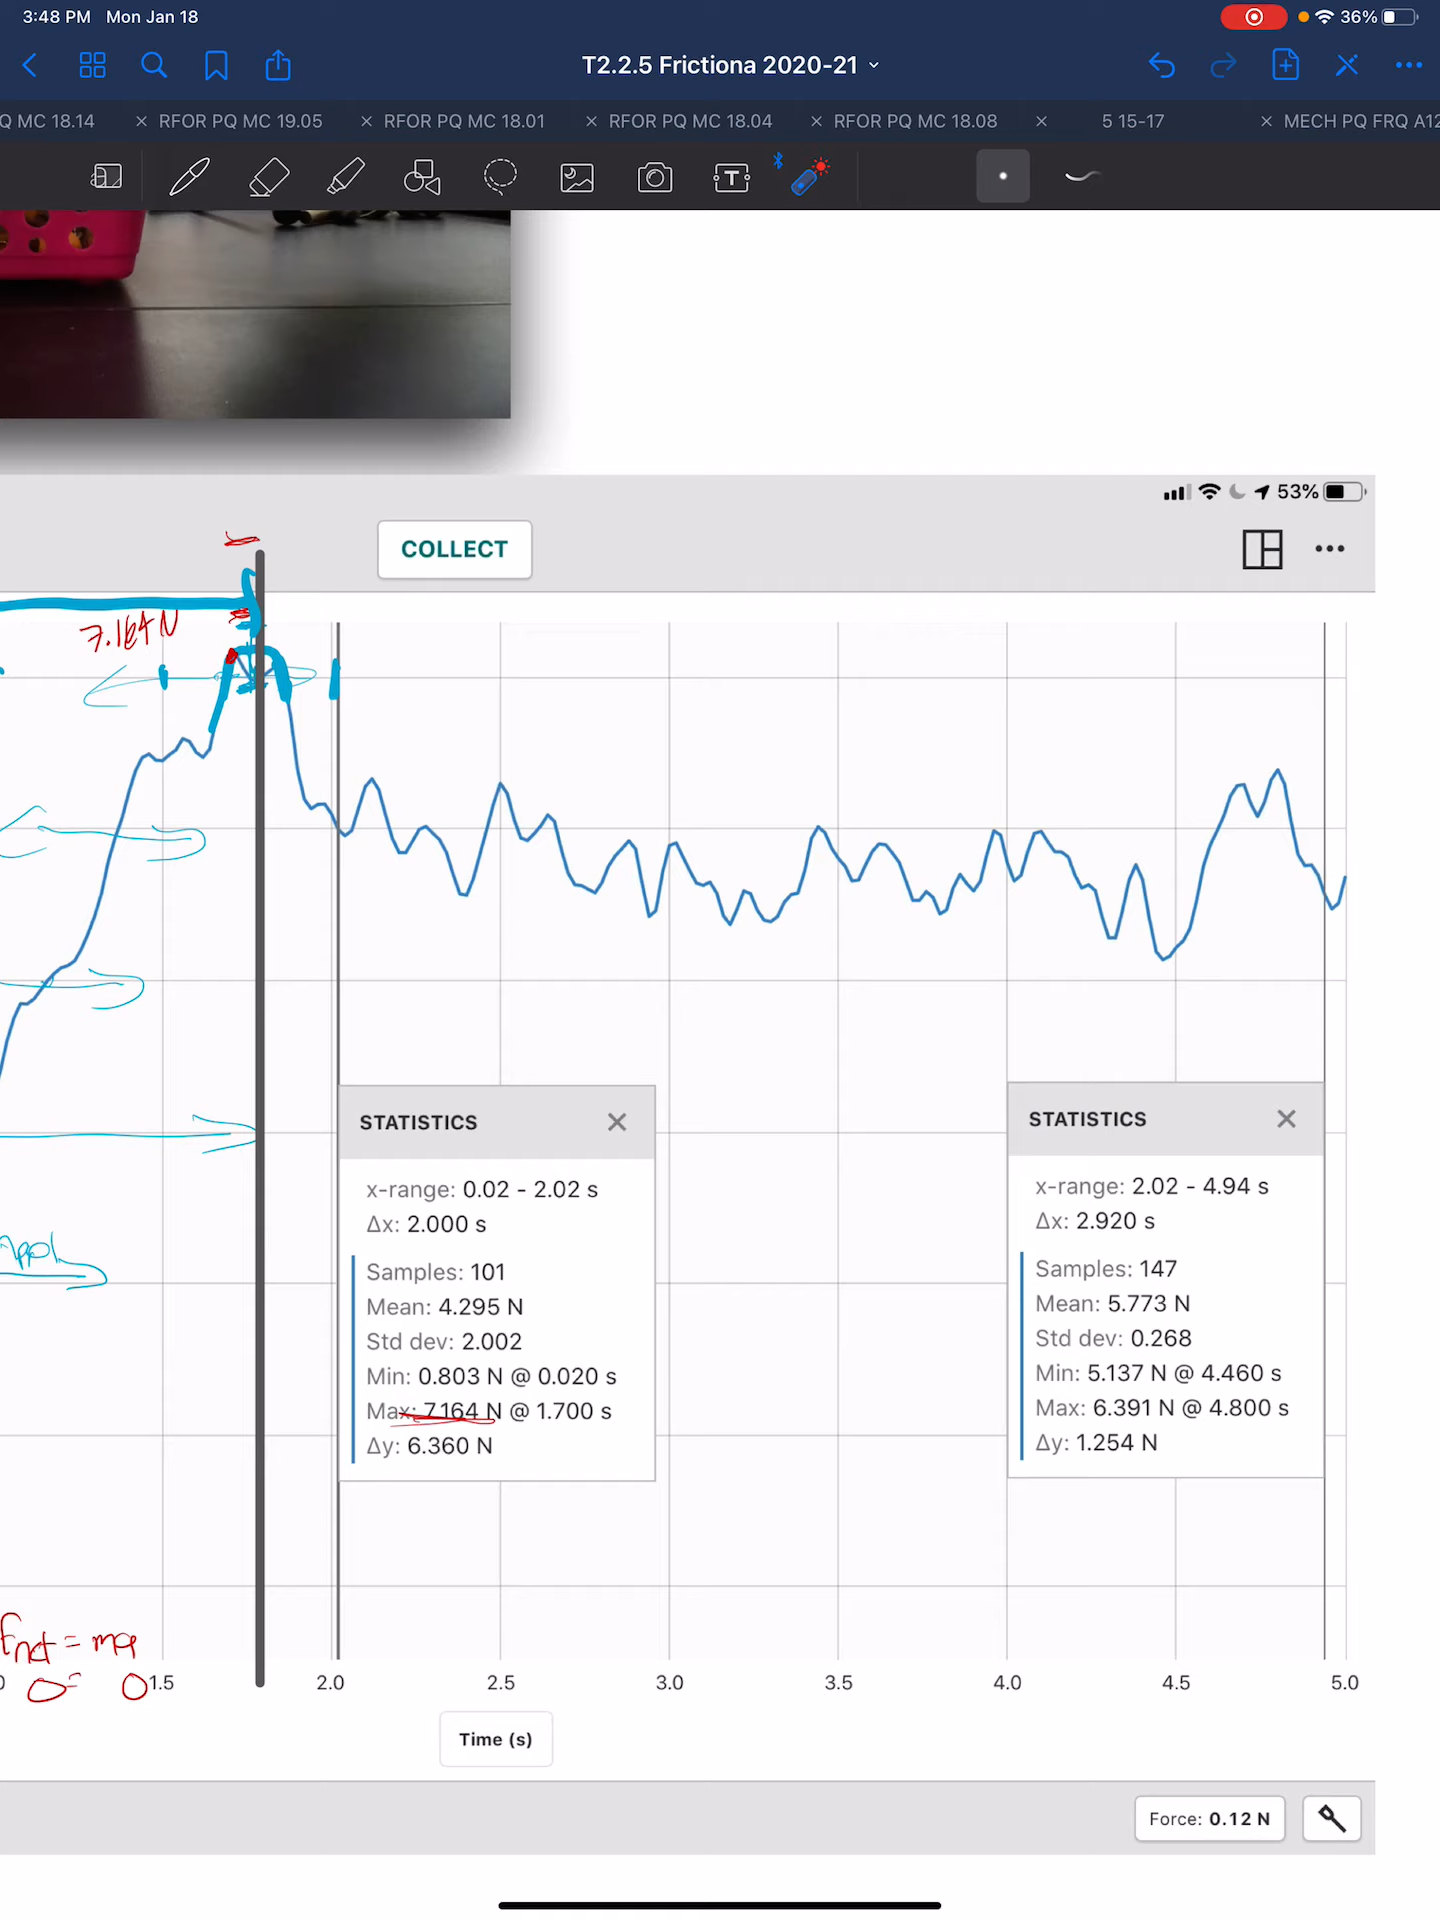 3:48 PM Mon Jan 18
36%
T2.2.5 Frictiona 2020-21
Q MC 18.14 × RFOR PQ MC 19.05 × RFOR PQ MC 18.01 × RFOR PQ MC 18.04 × RFOR PQ MC 18.08 × 5 15-17 × MECH PQ FRQ A12
T
53%
COLLECT
7.164 N
STATISTICS
x-range: 0.02 - 2.02 s
Δx: 2.000 s
Samples: 101
Mean: 4.295 N
Std dev: 2.002
Min: 0.803 N @ 0.020 s
Max: 7.164 N @ 1.700 s
Δy: 6.360 N
STATISTICS
x-range: 2.02 - 4.94 s
Δx: 2.920 s
Samples: 147
Mean: 5.773 N
Std dev: 0.268
Min: 5.137 N @ 4.460 s
Max: 6.391 N @ 4.800 s
Δy: 1.254 N
Fnet = ma
0 = 0
1.5 2.0 2.5 3.0 3.5 4.0 4.5 5.0
Time (s)
Force: 0.12 N